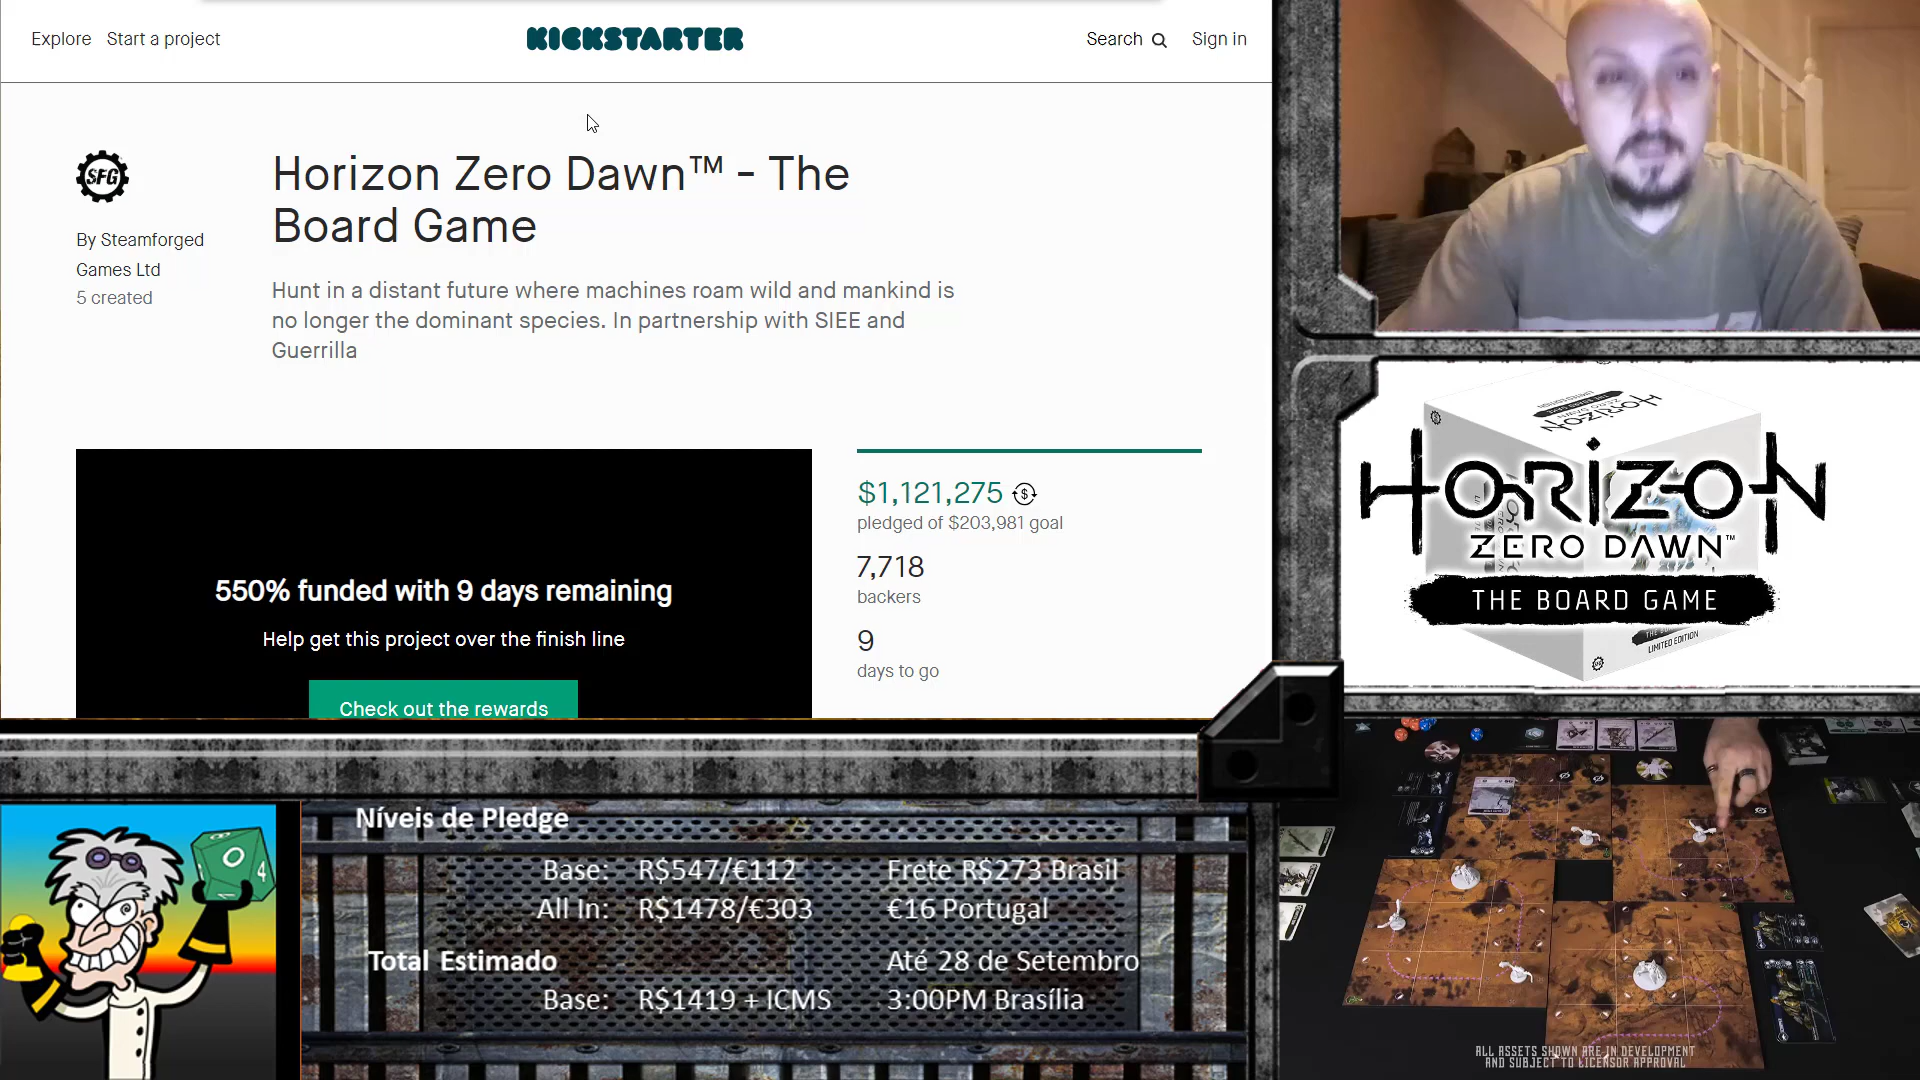 Explore Start a project KICKSTARTER Search Sign in
SFG
By Steamforged
Games Ltd
5 created
Horizon Zero Dawn™ - The
Board Game
Hunt in a distant future where machines roam wild and mankind is
no longer the dominant species. In partnership with SIEE and
Guerrilla
550% funded with 9 days remaining
Help get this project over the finish line
Check out the rewards
$1,121,275
pledged of $203,981 goal
7,718
backers
9
days to go
HORIZON
ZERO DAWN™
THE BOARD GAME
LIMITED EDITION
Níveis de Pledge
Base: R$547/€112 Frete R$273 Brasil
All In: R$1478/€303 €16 Portugal
Total Estimado Até 28 de Setembro
Base: R$1419 + ICMS 3:00PM Brasília
0
4
8
ALL ASSETS SHOWN ARE IN DEVELOPMENT
AND SUBJECT TO LICENSOR APPROVAL